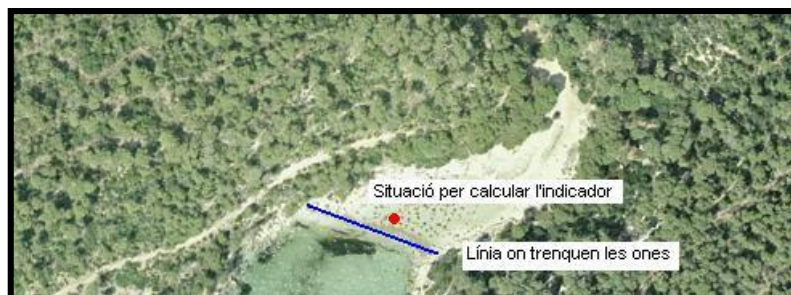 Situació per calcular l'indicador
Línia on trenquen les ones